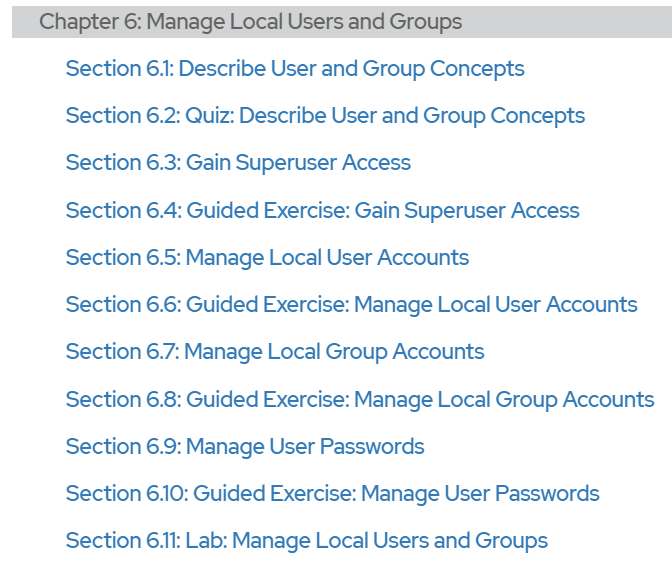 Chapter 6: Manage Local Users and Groups
Section 6.1: Describe User and Group Concepts
Section 6.2: Quiz: Describe User and Group Concepts
Section 6.3: Gain Superuser Access
Section 6.4: Guided Exercise: Gain Superuser Access
Section 6.5: Manage Local User Accounts
Section 6.6: Guided Exercise: Manage Local User Accounts
Section 6.7: Manage Local Group Accounts
Section 6.8: Guided Exercise: Manage Local Group Accounts
Section 6.9: Manage User Passwords
Section 6.10: Guided Exercise: Manage User Passwords
Section 6.11: Lab: Manage Local Users and Groups